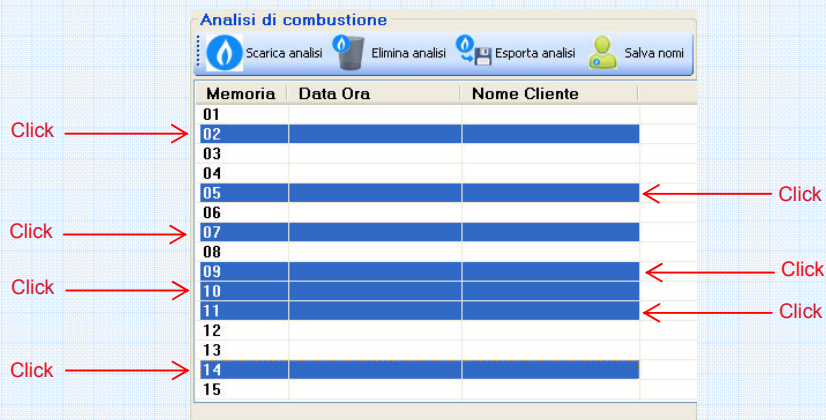 Analisi di combustione
Scarica analisi Elimina analisi Esporta analisi Salva nomi
Memoria Data Ora Nome Cliente
01
Click 02
03
04
05 Click
06
Click 07
08
09 Click
Click 10
11 Click
12
13
Click 14
15